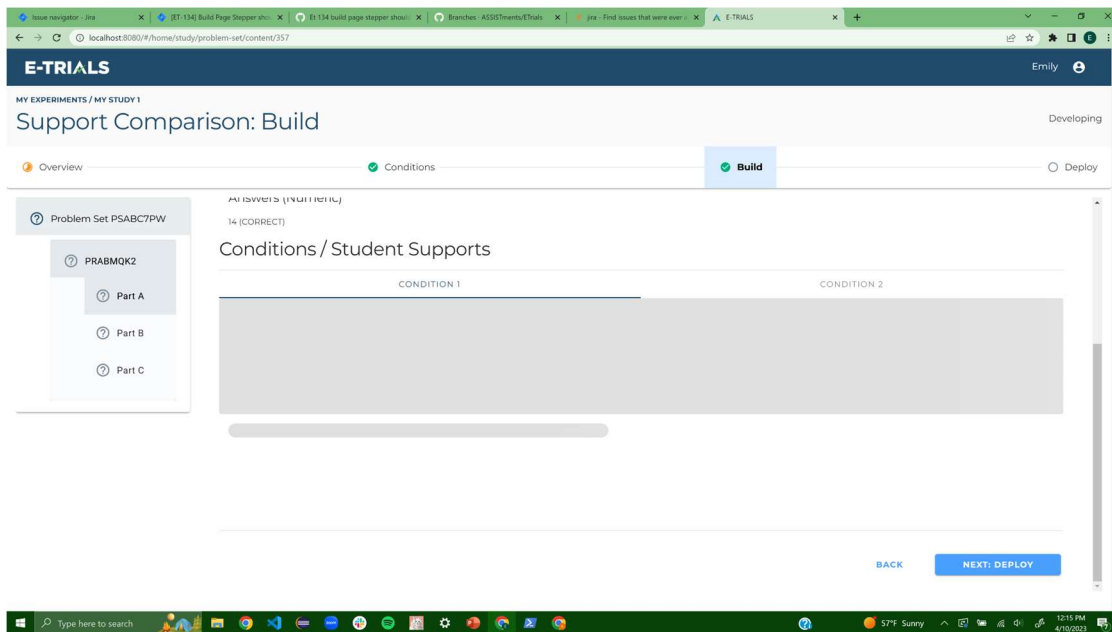 Issue navigator - Jira
[ET-134] Build Page Stepper shou
Et 134 build page stepper should
Branches · ASSISTments/ETrials
jira - Find issues that were ever
E-TRIALS
localhost:8080/#/home/study/problem-set/content/357
E
E-TRIALS
Emily
MY EXPERIMENTS / MY STUDY 1
Support Comparison: Build
Developing
Overview
Conditions
Build
Deploy
Problem Set PSABC7PW
PRABMQK2
Part A
Part B
Part C
Answers (Numeric)
14 (CORRECT)
Conditions / Student Supports
CONDITION 1
CONDITION 2
BACK
NEXT: DEPLOY
Type here to search
57°F Sunny
12:15 PM
4/10/2023